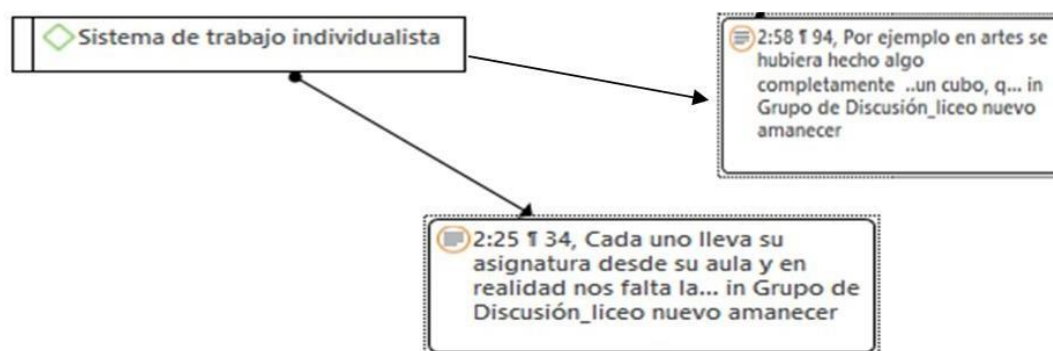 Sistema de trabajo individualista
2:58 ¶ 94, Por ejemplo en artes se
hubiera hecho algo
completamente ..un cubo, q... in
Grupo de Discusión_liceo nuevo
amanecer
2:25 ¶ 34, Cada uno lleva su
asignatura desde su aula y en
realidad nos falta la... in Grupo de
Discusión_liceo nuevo amanecer